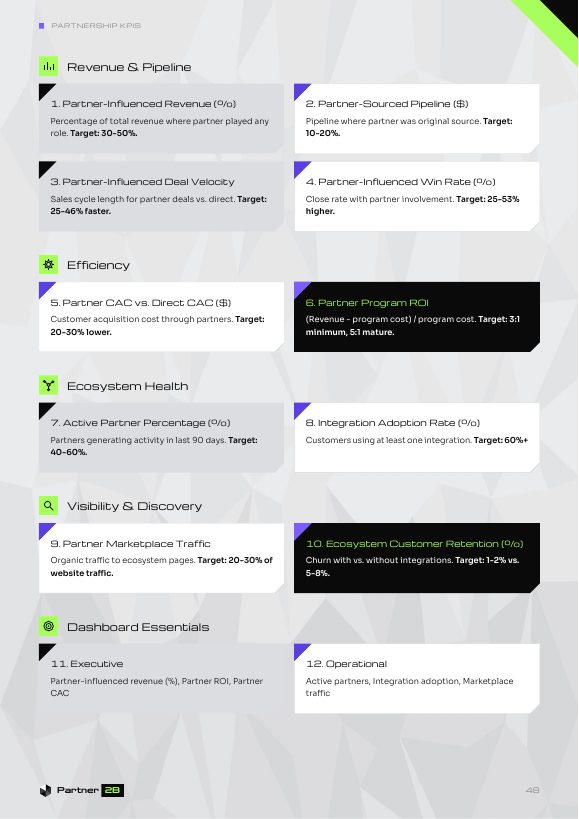 PARTNERSHIP KPIS
Revenue & Pipeline
1. Partner-Influenced Revenue (%)
Percentage of total revenue where partner played any
role. Target: 30-50%.
2. Partner-Sourced Pipeline ($)
Pipeline where partner was original source. Target:
10-20%.
3. Partner-Influenced Deal Velocity
Sales cycle length for partner deals vs. direct. Target:
25-46% faster.
4. Partner-Influenced Win Rate (%)
Close rate with partner involvement. Target: 25-53%
higher.
Efficiency
5. Partner CAC vs. Direct CAC ($)
Customer acquisition cost through partners. Target:
20-30% lower.
6. Partner Program ROI
(Revenue - program cost) / program cost. Target: 3:1
minimum, 5:1 mature.
Ecosystem Health
7. Active Partner Percentage (%)
Partners generating activity in last 90 days. Target:
40-60%.
8. Integration Adoption Rate (%)
Customers using at least one integration. Target: 60%+
Visibility & Discovery
9. Partner Marketplace Traffic
Organic traffic to ecosystem pages. Target: 20-30% of
website traffic.
10. Ecosystem Customer Retention (%)
Churn with vs. without integrations. Target: 1-2% vs.
5-8%.
Dashboard Essentials
11. Executive
Partner-influenced revenue (%), Partner ROI, Partner
CAC
12. Operational
Active partners, Integration adoption, Marketplace
traffic
Partner 2B
48